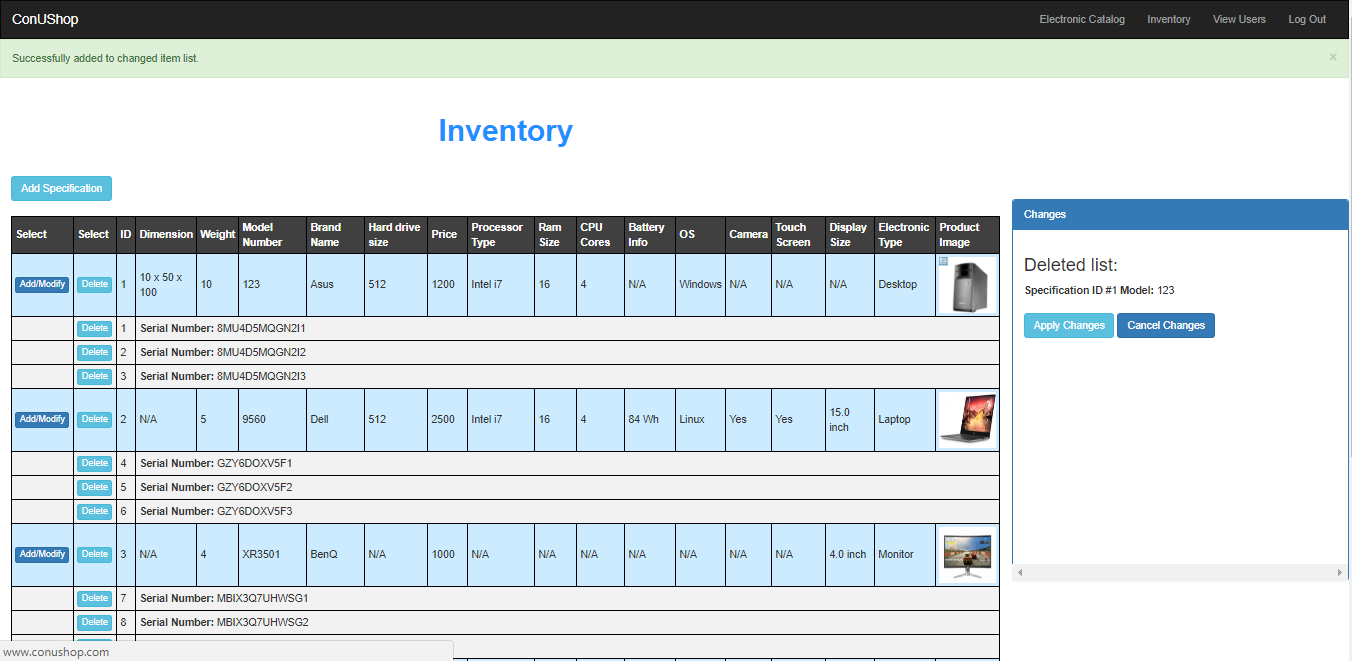 ConUShop
Electronic Catalog Inventory View Users Log Out
Successfully added to changed item list. ×
Inventory
Add Specification
Select Select ID Dimension Weight Model Number Brand Name Hard drive size Price Processor Type Ram Size CPU Cores Battery Info OS Camera Touch Screen Display Size Electronic Type Product Image
Add/Modify Delete 1 10 x 50 x 100 10 123 Asus 512 1200 Intel i7 16 4 N/A Windows N/A N/A N/A Desktop
Delete 1 Serial Number: 8MU4D5MQGN2I1
Delete 2 Serial Number: 8MU4D5MQGN2I2
Delete 3 Serial Number: 8MU4D5MQGN2I3
Add/Modify Delete 2 N/A 5 9560 Dell 512 2500 Intel i7 16 4 84 Wh Linux Yes Yes 15.0 inch Laptop
Delete 4 Serial Number: GZY6DOXV5F1
Delete 5 Serial Number: GZY6DOXV5F2
Delete 6 Serial Number: GZY6DOXV5F3
Add/Modify Delete 3 N/A 4 XR3501 BenQ N/A 1000 N/A N/A N/A N/A N/A N/A N/A 4.0 inch Monitor
Delete 7 Serial Number: MBIX3Q7UHWSG1
Delete 8 Serial Number: MBIX3Q7UHWSG2
Changes
Deleted list:
Specification ID #1 Model: 123
Apply Changes Cancel Changes
www.conushop.com